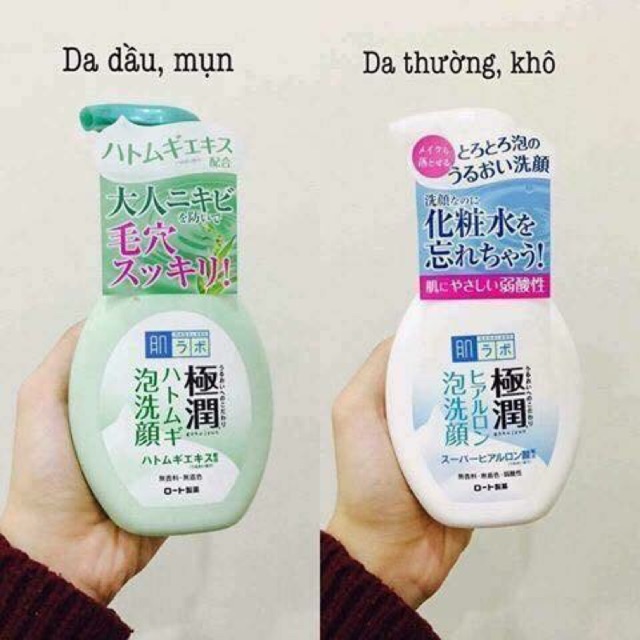 Da dầu, mụn
ハトムギエキス
配合
大人ニキビ
を防いで
毛穴
スッキリ!
肌ラボ
極潤
ハトムギ
泡洗顔
ハトムギエキス
無香料・無着色
ロート製薬
Da thường, khô
メイクも
落とせる
とろとろ泡の
うるおい洗顔
洗顔なのに
化粧水を
忘れちゃう!
肌にやさしい弱酸性
肌ラボ
極潤
ヒアルロン
泡洗顔
スーパーヒアルロン酸
無香料・無着色・弱酸性
ロート製薬